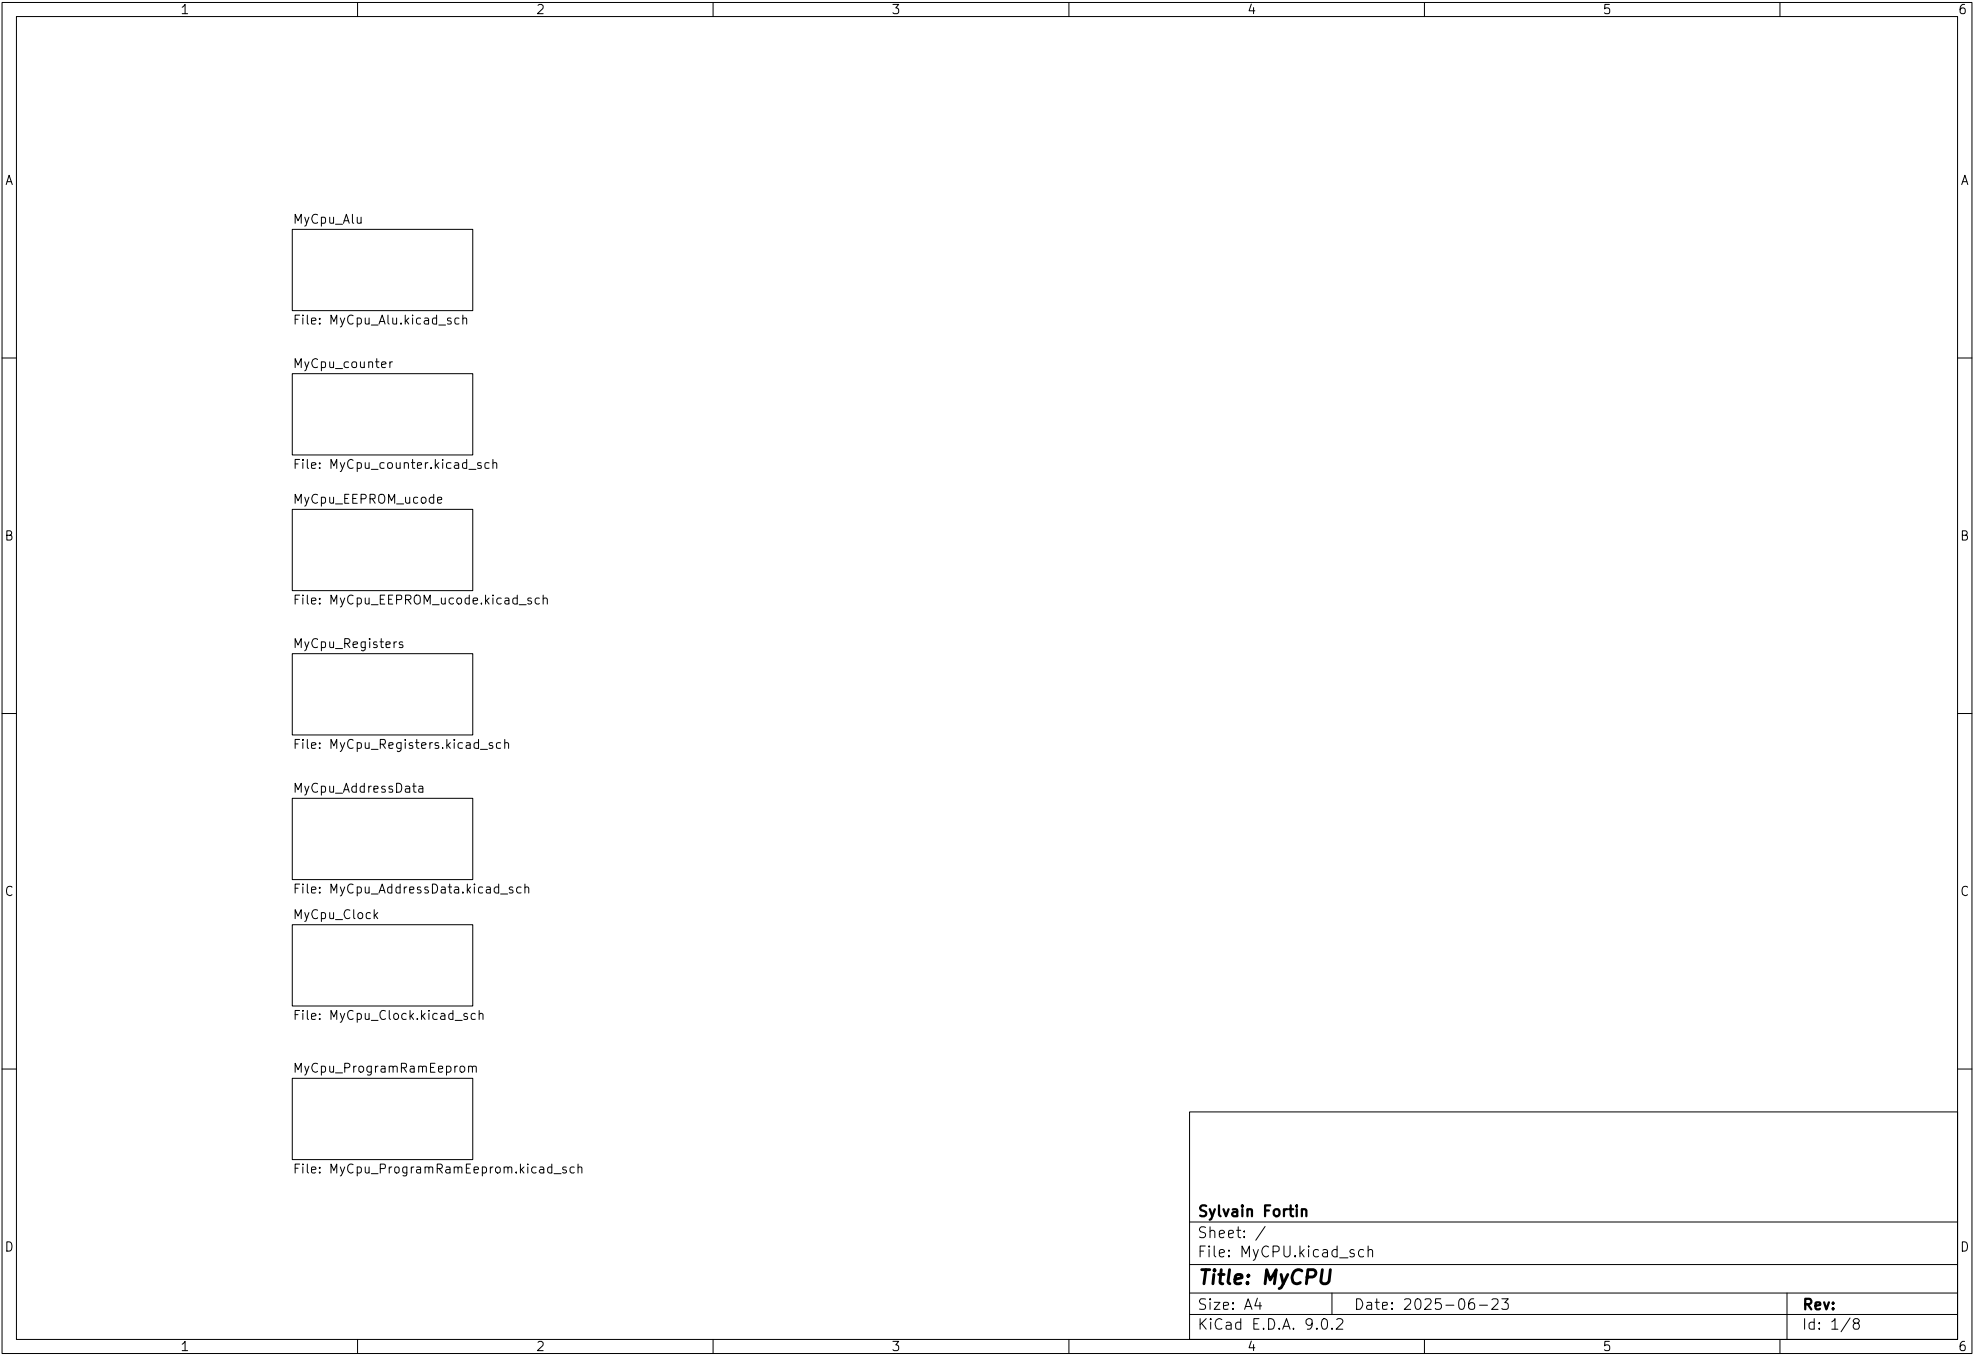 1 2 3 4 5 6
A A
MyCpu_Alu
File: MyCpu_Alu.kicad_sch
MyCpu_counter
File: MyCpu_counter.kicad_sch
MyCpu_EEPROM_ucode
B B
File: MyCpu_EEPROM_ucode.kicad_sch
MyCpu_Registers
File: MyCpu_Registers.kicad_sch
MyCpu_AddressData
File: MyCpu_AddressData.kicad_sch
C C
MyCpu_Clock
File: MyCpu_Clock.kicad_sch
MyCpu_ProgramRamEeprom
File: MyCpu_ProgramRamEeprom.kicad_sch
Sylvain Fortin
Sheet: /
D D
File: MyCPU.kicad_sch
Title: MyCPU
Size: A4 Date: 2025-06-23 Rev:
KiCad E.D.A. 9.0.2 Id: 1/8
1 2 3 4 5 6